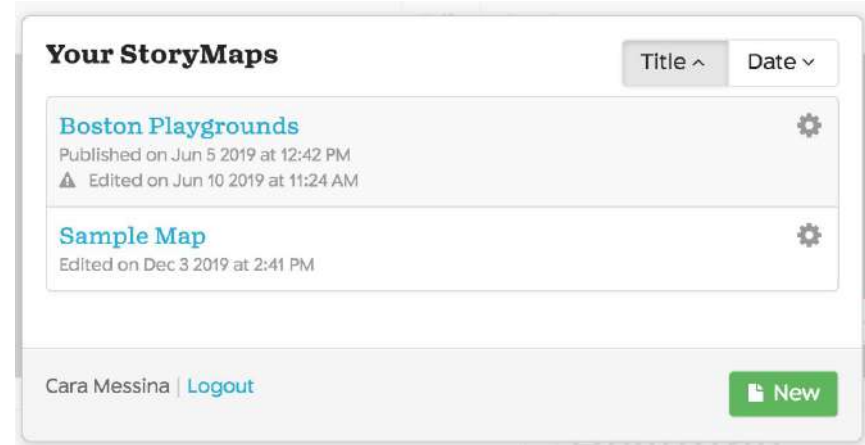 Your StoryMaps
Title Date
Boston Playgrounds
Published on Jun 5 2019 at 12:42 PM
Edited on Jun 10 2019 at 11:24 AM
Sample Map
Edited on Dec 3 2019 at 2:41 PM
Cara Messina | Logout
New